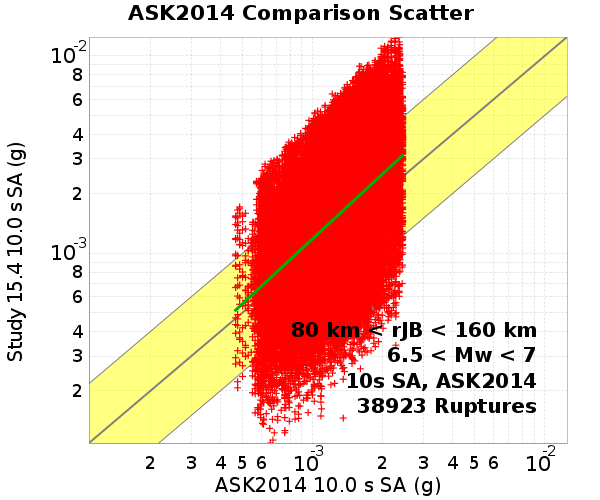 ASK2014 Comparison Scatter
10-2
8
6
4
3
2
10-3
8
6
4
3
2
Study 15.4 10.0 s SA (g)
80 km < rJB < 160 km
6.5 < Mw < 7
10s SA, ASK2014
38923 Ruptures
2 3 4 5 6 10-3 2 3 4 5 6 10-2
ASK2014 10.0 s SA (g)